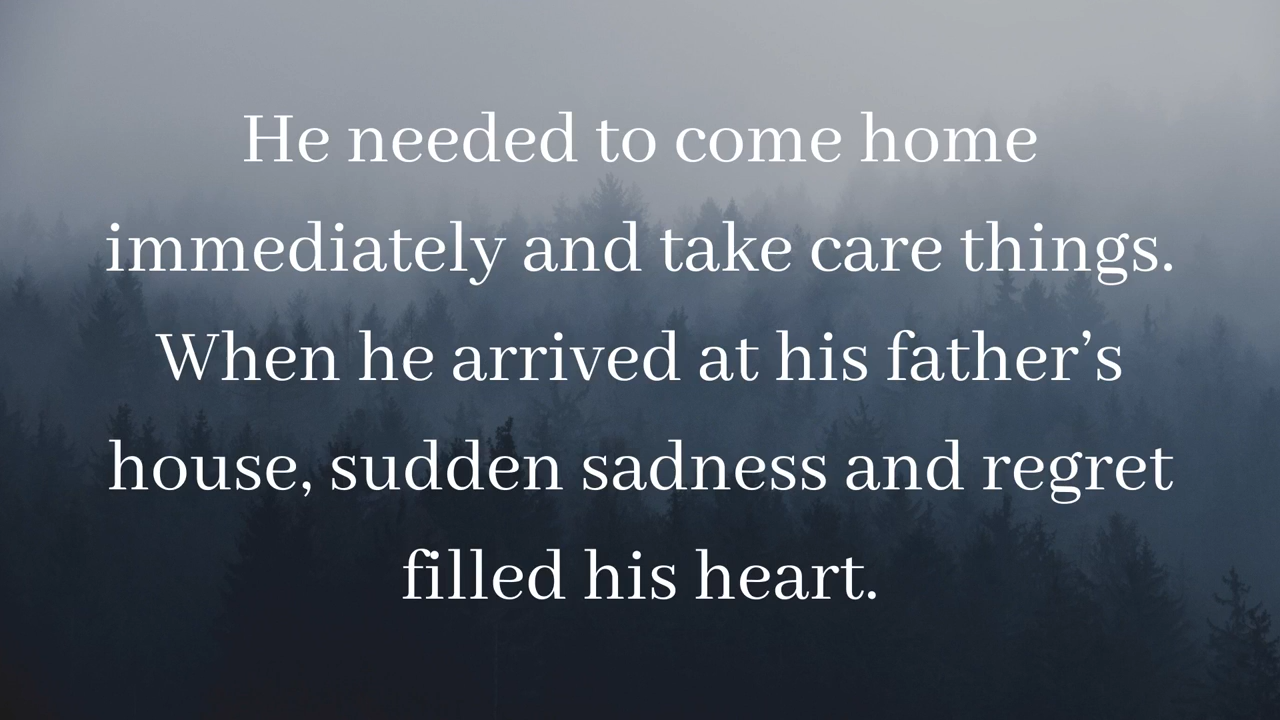 He needed to come home
immediately and take care things.
When he arrived at his father’s
house, sudden sadness and regret
filled his heart.